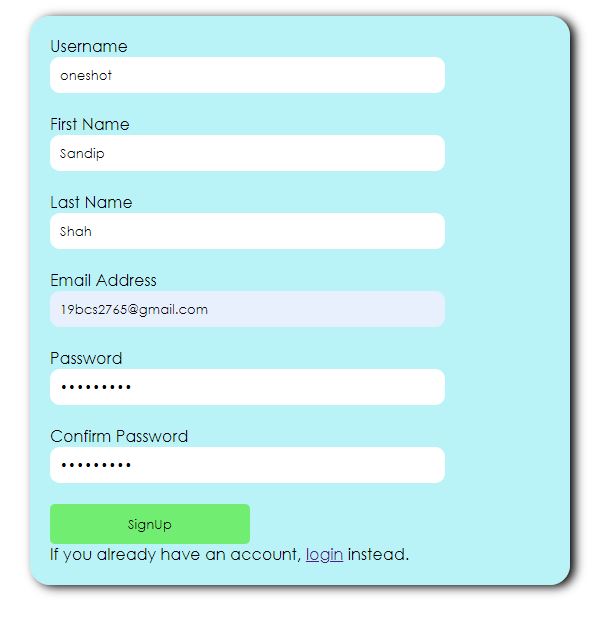 Username
oneshot
First Name
Sandip
Last Name
Shah
Email Address
19bcs2765@gmail.com
Password
•••••••••
Confirm Password
•••••••••
SignUp
If you already have an account, login instead.